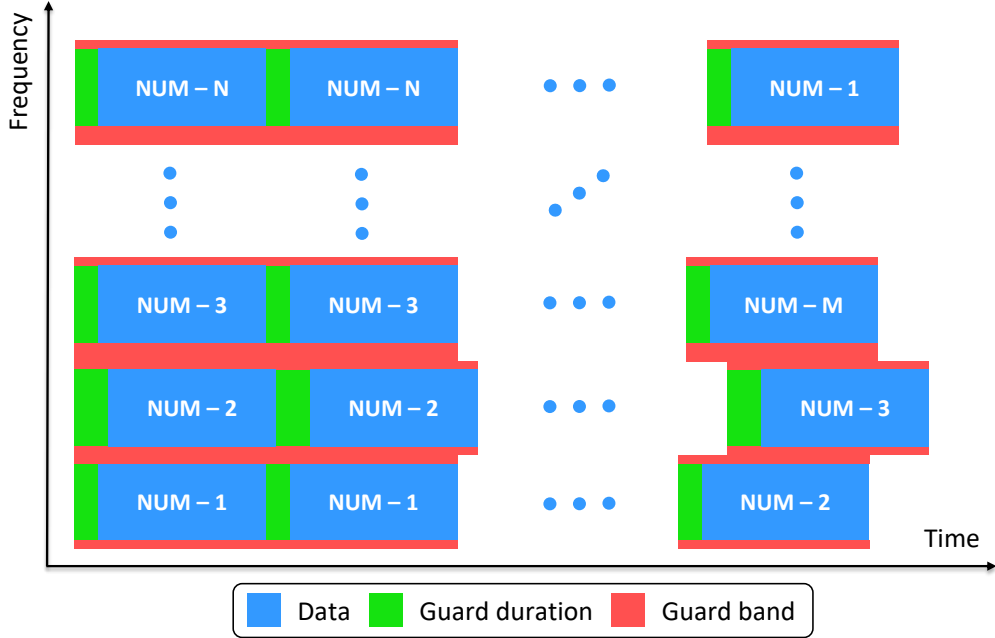 Frequency
NUM – N
NUM – N
NUM – 1
NUM – 3
NUM – 3
NUM – M
NUM – 2
NUM – 2
NUM – 3
NUM – 1
NUM – 1
NUM – 2
Time
Data
Guard duration
Guard band